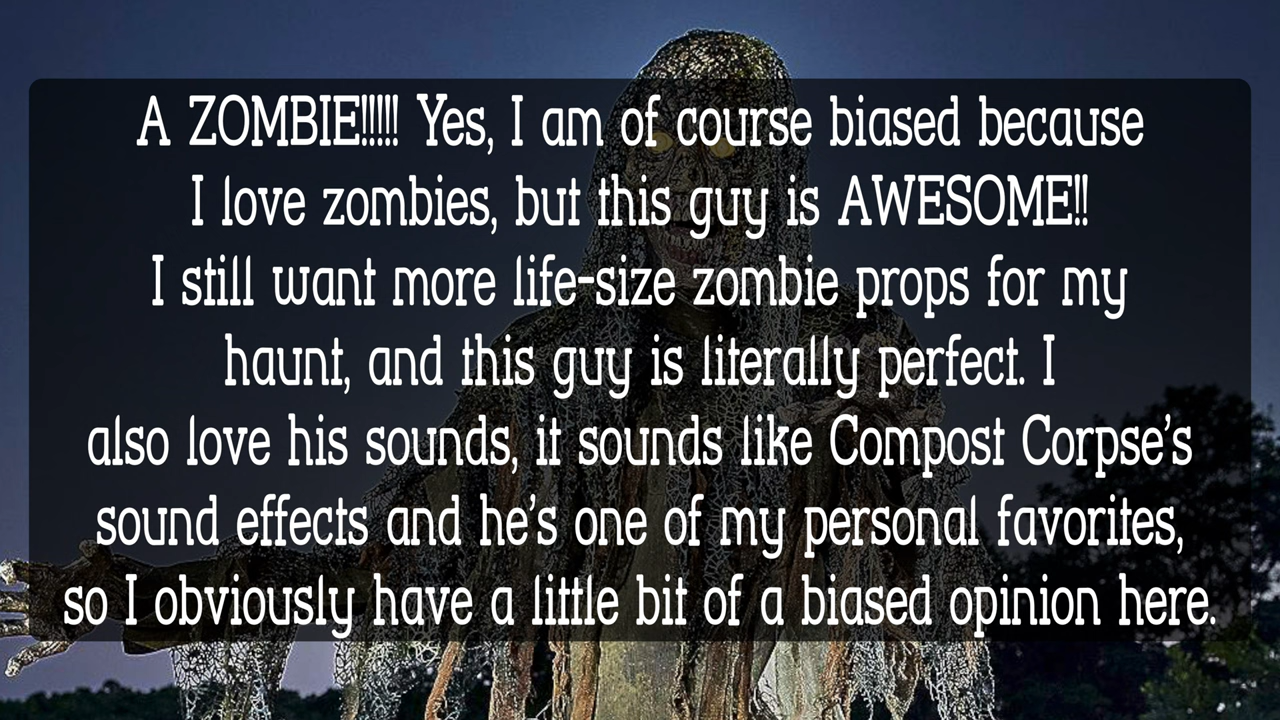 A ZOMBIE!!!!! Yes, I am of course biased because
I love zombies, but this guy is AWESOME!!
I still want more life-size zombie props for my
haunt, and this guy is literally perfect. I
also love his sounds, it sounds like Compost Corpse’s
sound effects and he’s one of my personal favorites,
so I obviously have a little bit of a biased opinion here.